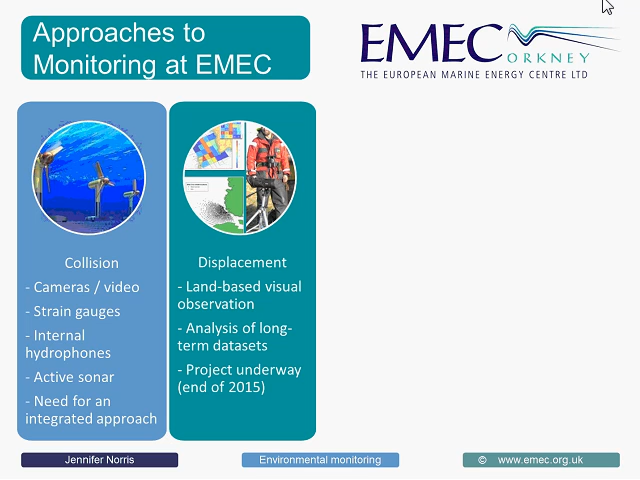 Approaches to
Monitoring at EMEC
EMEC
ORKNEY
THE EUROPEAN MARINE ENERGY CENTRE LTD
Collision
- Cameras / video
- Strain gauges
- Internal
hydrophones
- Active sonar
- Need for an
integrated approach
Displacement
- Land-based visual
observation
- Analysis of long-
term datasets
- Project underway
(end of 2015)
Jennifer Norris
Environmental monitoring
© www.emec.org.uk